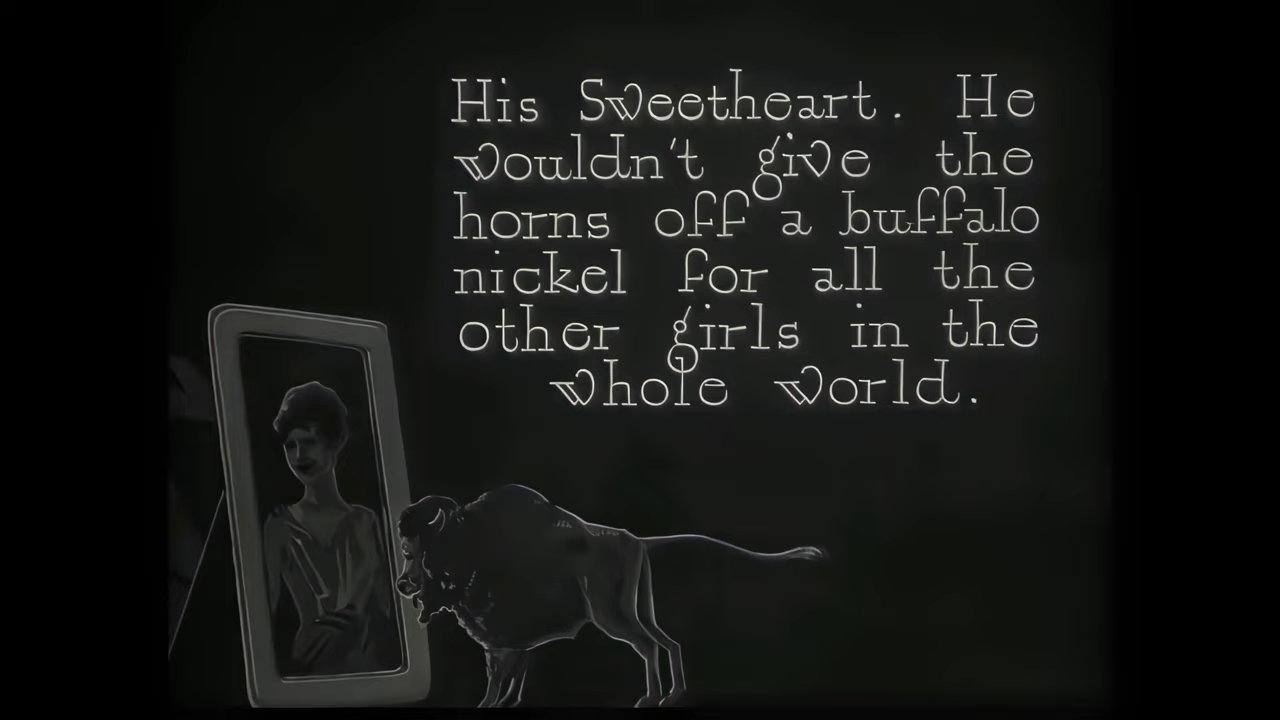 His Sweetheart. He
wouldn't give the
horns off a buffalo
nickel for all the
other girls in the
whole world.